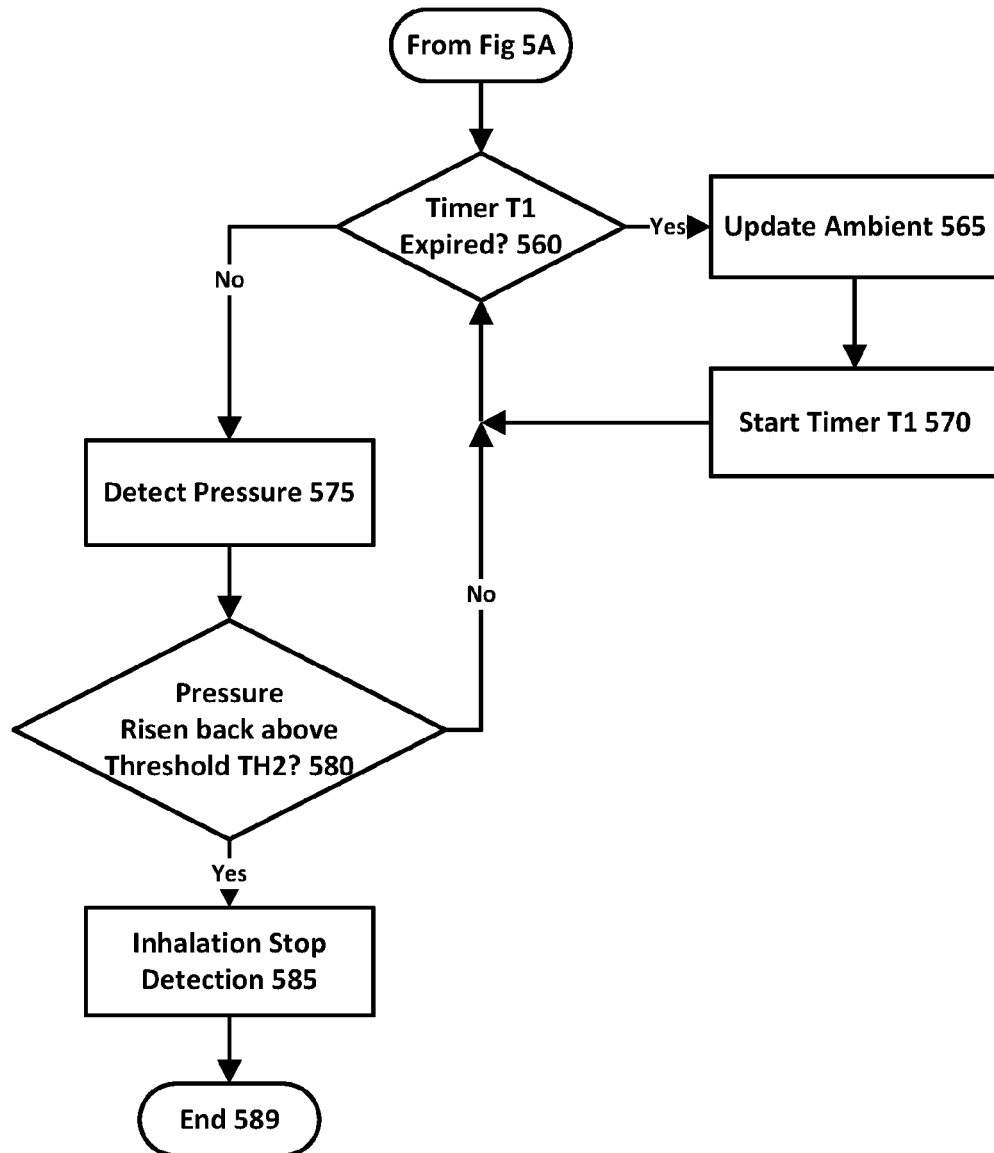 From Fig 5A
Timer T1
Expired? 560
Yes
Update Ambient 565
No
Start Timer T1 570
Detect Pressure 575
No
Pressure
Risen back above
Threshold TH2? 580
Yes
Inhalation Stop
Detection 585
End 589